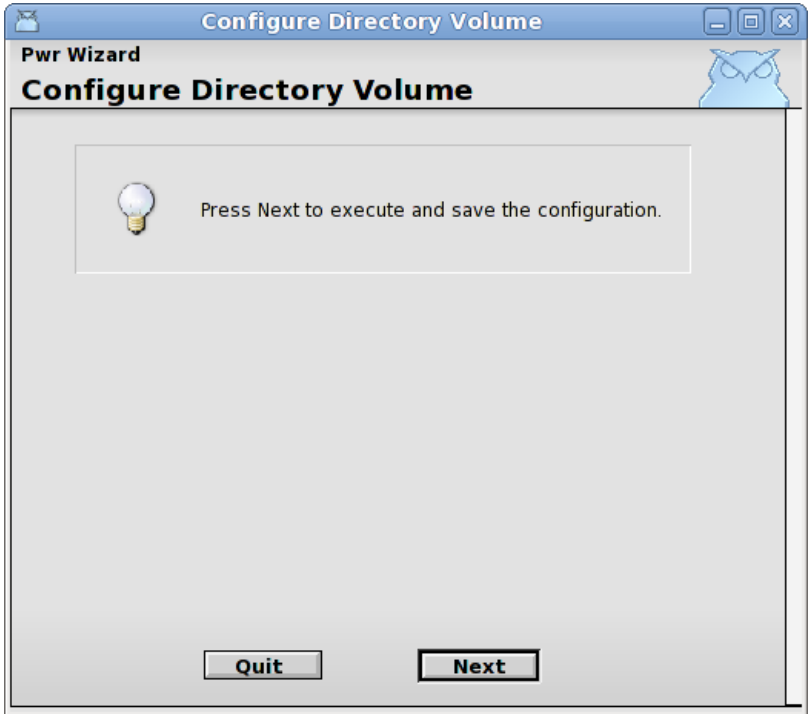 Configure Directory Volume
Pwr Wizard
Configure Directory Volume
Press Next to execute and save the configuration.
Quit
Next